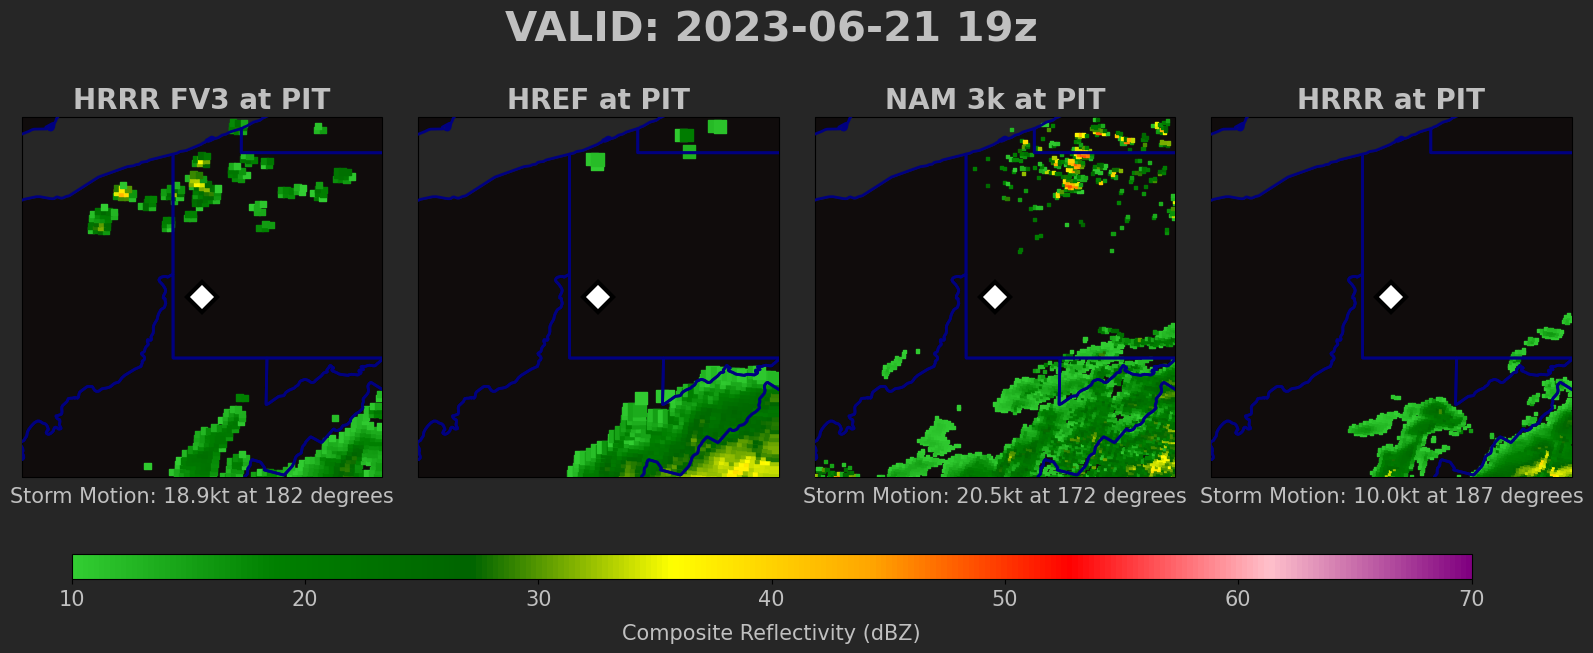 VALID: 2023-06-21 19z
HRRR FV3 at PIT
HREF at PIT
NAM 3k at PIT
HRRR at PIT
Storm Motion: 18.9kt at 182 degrees
Storm Motion: 20.5kt at 172 degrees
Storm Motion: 10.0kt at 187 degrees
10 20 30 40 50 60 70
Composite Reflectivity (dBZ)